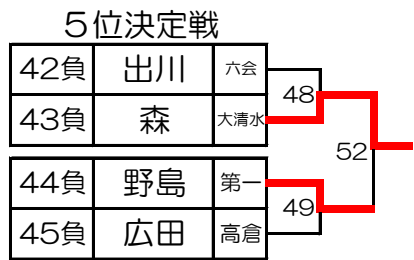 5位決定戦
42負 出川 六会
43負 森 大清水
48
52
44負 野島 第一
45負 広田 高倉
49